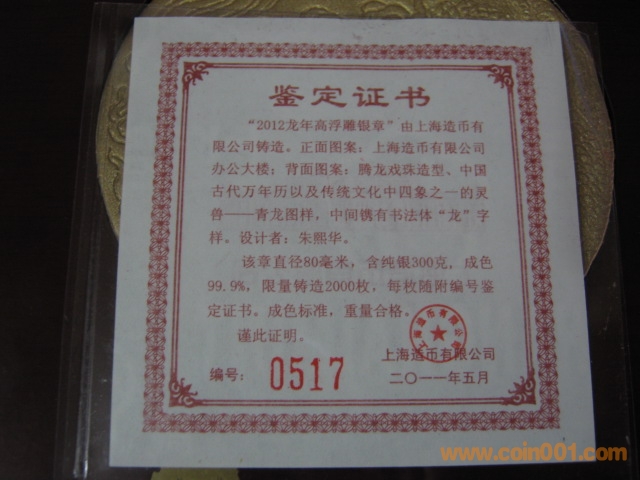 鉴定证书
“2012龙年高浮雕银章”由上海造币有
限公司铸造。正面图案：上海造币有限公司
办公大楼；背面图案：腾龙戏珠造型、中国
古代万年历以及传统文化中四象之一的灵
兽——青龙图样，中间镌有书法体“龙”字
样。设计者：朱熙华。
该章直径80毫米，含纯银300克，成色
99.9%，限量铸造2000枚，每枚随附编号鉴
定证书。成色标准，重量合格。
谨此证明。
上海造币有限公司
编号：0517
二〇一一年五月
上海造币有限公司
www.coin001.com